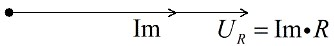 Im U_R = Im•R